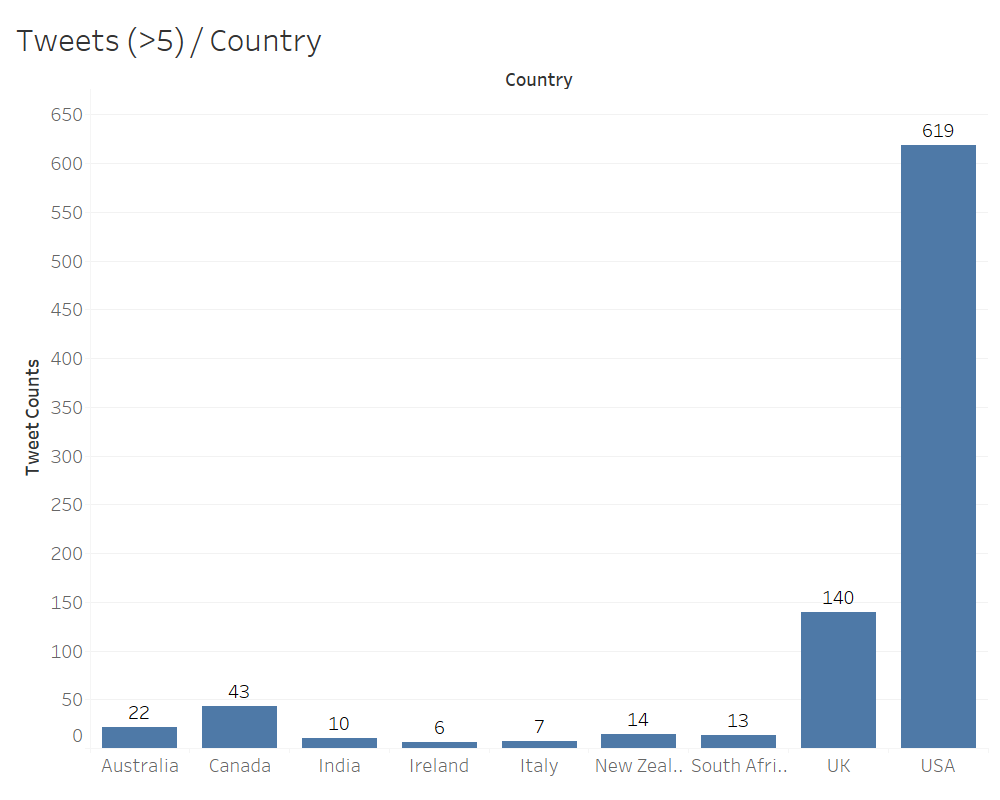 Tweets (>5) / Country
Country
650
600
550
500
450
400
350
300
250
200
150
100
50
0
Tweet Counts
22
43
10
6
7
14
13
140
619
Australia
Canada
India
Ireland
Italy
New Zeal..
South Afri..
UK
USA